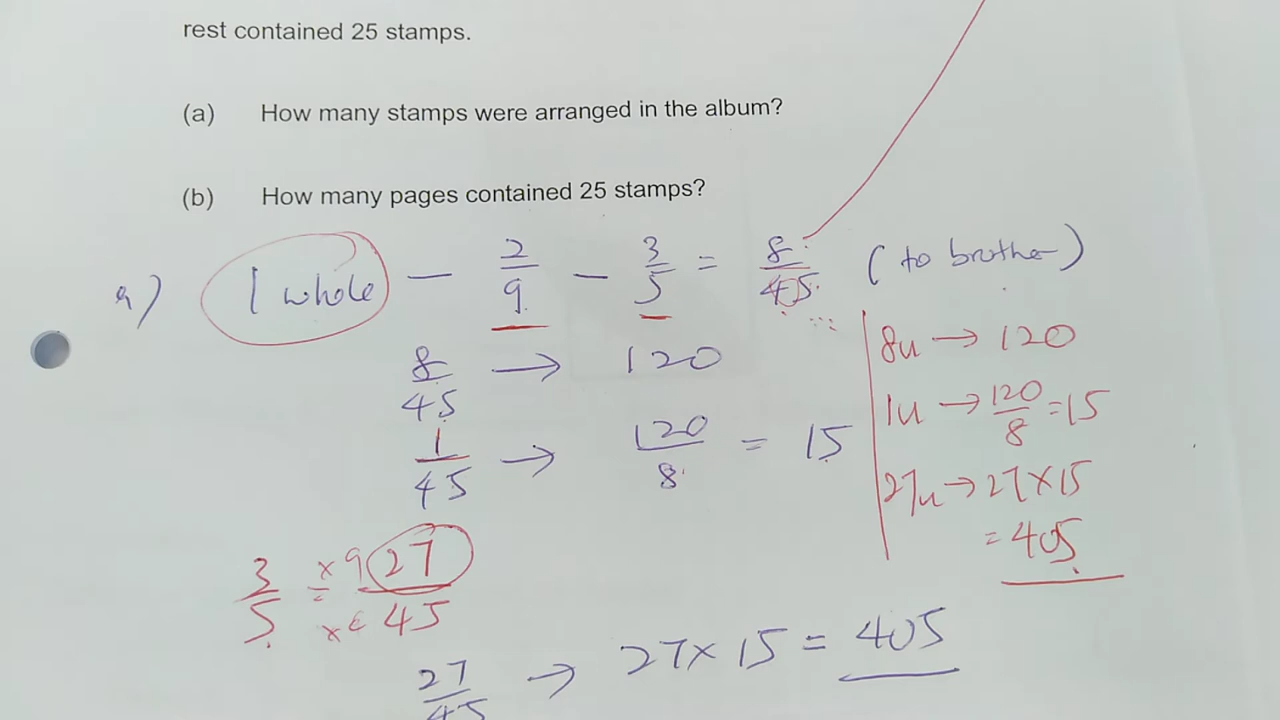 rest contained 25 stamps.
(a) How many stamps were arranged in the album?
(b) How many pages contained 25 stamps?
a) 1 whole - 2/9 - 3/5 = 8/45 (to brother)
8/45 → 120
1/45 → 120/8 = 15
8u → 120
1u → 120/8 = 15
27u → 27 × 15
= 405
3/5 = ×9 27/45
27/45 → 27 × 15 = 405